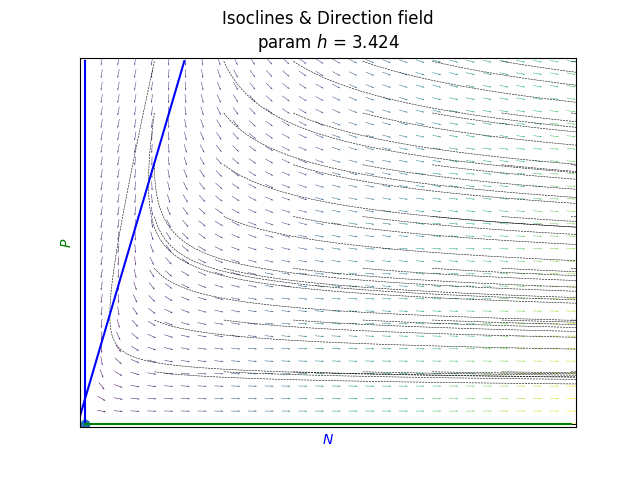 Isoclines & Direction field
param h = 3.424
P
N